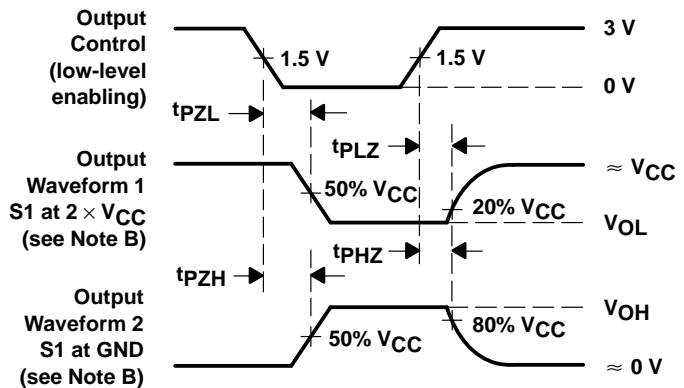 Output
Control
(low-level
enabling)
1.5 V
1.5 V
3 V
0 V
tPZL
tPLZ
Output
Waveform 1
S1 at 2 × VCC
(see Note B)
50% VCC
20% VCC
≈ VCC
VOL
tPZH
tPHZ
Output
Waveform 2
S1 at GND
(see Note B)
50% VCC
80% VCC
VOH
≈ 0 V